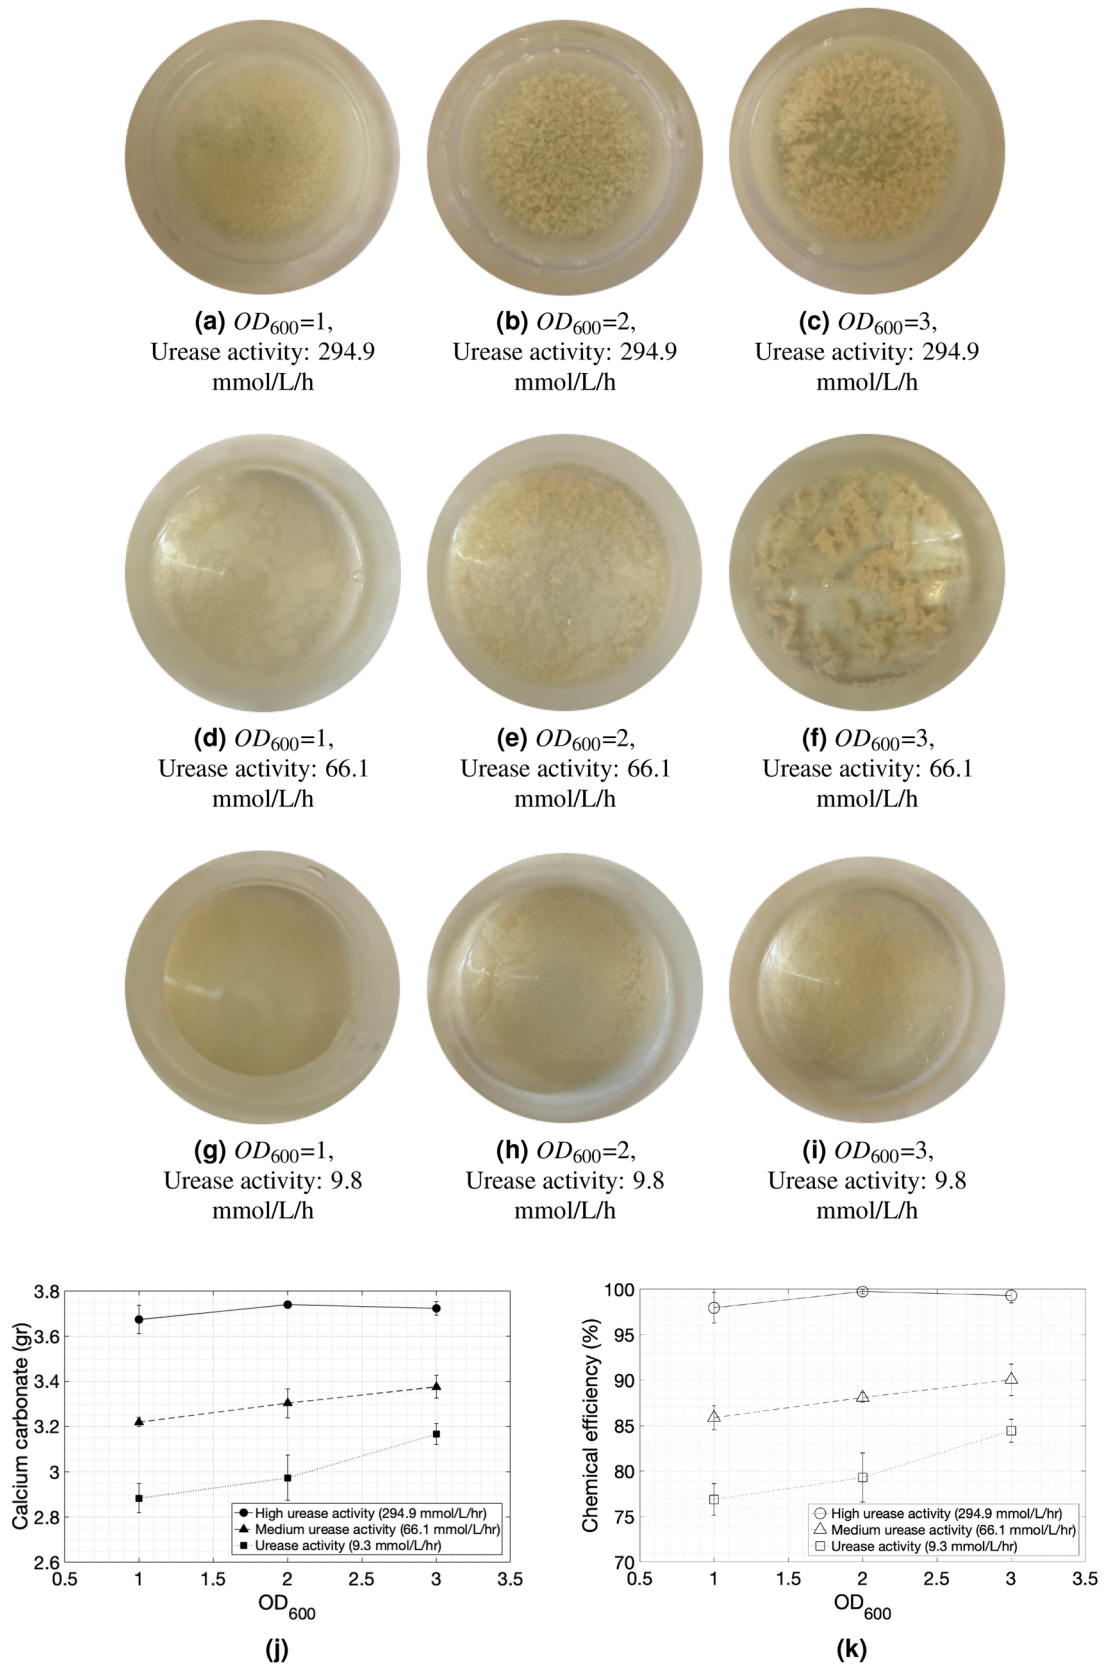 (a) OD600=1,
Urease activity: 294.9
mmol/L/h
(b) OD600=2,
Urease activity: 294.9
mmol/L/h
(c) OD600=3,
Urease activity: 294.9
mmol/L/h
(d) OD600=1,
Urease activity: 66.1
mmol/L/h
(e) OD600=2,
Urease activity: 66.1
mmol/L/h
(f) OD600=3,
Urease activity: 66.1
mmol/L/h
(g) OD600=1,
Urease activity: 9.8
mmol/L/h
(h) OD600=2,
Urease activity: 9.8
mmol/L/h
(i) OD600=3,
Urease activity: 9.8
mmol/L/h
Calcium carbonate (gr)
3.8
3.6
3.4
3.2
3
2.8
2.6
High urease activity (294.9 mmol/L/hr)
Medium urease activity (66.1 mmol/L/hr)
Urease activity (9.3 mmol/L/hr)
0.5 1 1.5 2 2.5 3 3.5
OD600
(j)
Chemical efficiency (%)
100
95
90
85
80
75
70
High urease activity (294.9 mmol/L/hr)
Medium urease activity (66.1 mmol/L/hr)
Urease activity (9.3 mmol/L/hr)
0.5 1 1.5 2 2.5 3 3.5
OD600
(k)